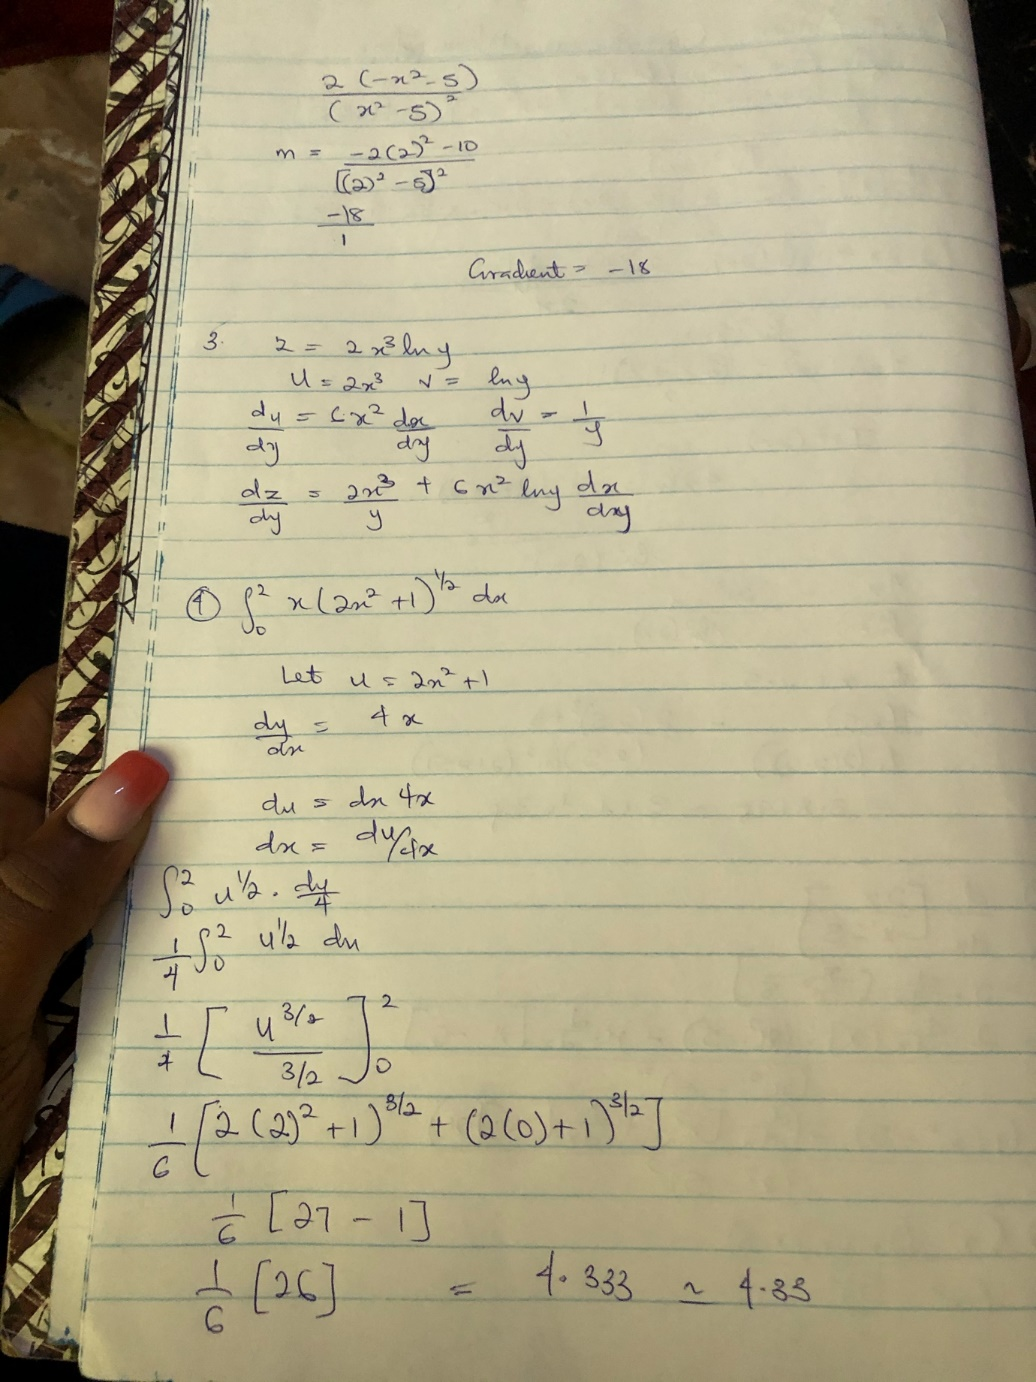 2 (-x² - 5)
(x² - 5)²
m = -2(2)² - 10
[(2)² - 5]²
-18
1
Gradient = -18
3. z = 2x³ ln y
u = 2x³ v = ln y
du/dy = 6x² dx/dy dv/dy = 1/y
dz/dy = 2x³/y + 6x² ln y dx/dy
④ ∫₀² x(2x² + 1)^1/2 dx
Let u = 2x² + 1
du/dx = 4x
du = dx 4x
dx = du/4x
∫₀² u^1/2 . du/4
1/4 ∫₀² u^1/2 du
1/4 [u^3/2 / 3/2]₀²
1/6 [2(2)² + 1)^3/2 + (2(0) + 1)^3/2]
1/6 [27 - 1]
1/6 [26] = 4.333 ≃ 4.33